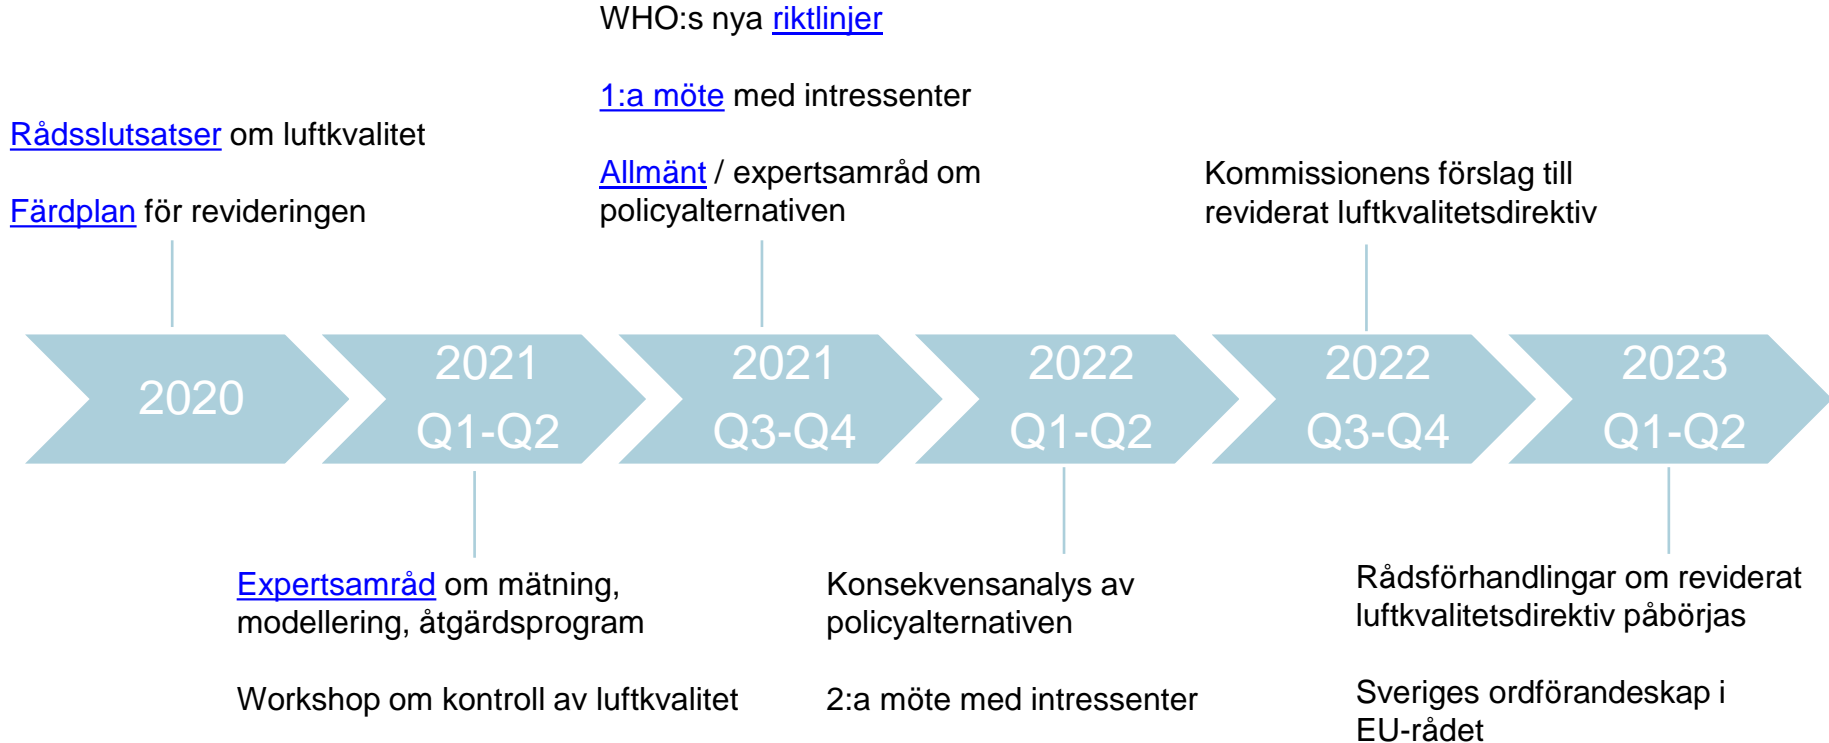 WHO:s nya riktlinjer
1:a möte med intressenter
Rådsslutsatser om luftkvalitet
Allmänt / expertsamråd om
policyalternativen
Kommissionens förslag till
reviderat luftkvalitetsdirektiv
Färdplan för revideringen
2020
2021
Q1-Q2
2021
Q3-Q4
2022
Q1-Q2
2022
Q3-Q4
2023
Q1-Q2
Expertsamråd om mätning,
modellering, åtgärdsprogram
Workshop om kontroll av luftkvalitet
Konsekvensanalys av
policyalternativen
2:a möte med intressenter
Rådsförhandlingar om reviderat
luftkvalitetsdirektiv påbörjas
Sveriges ordförandeskap i
EU-rådet